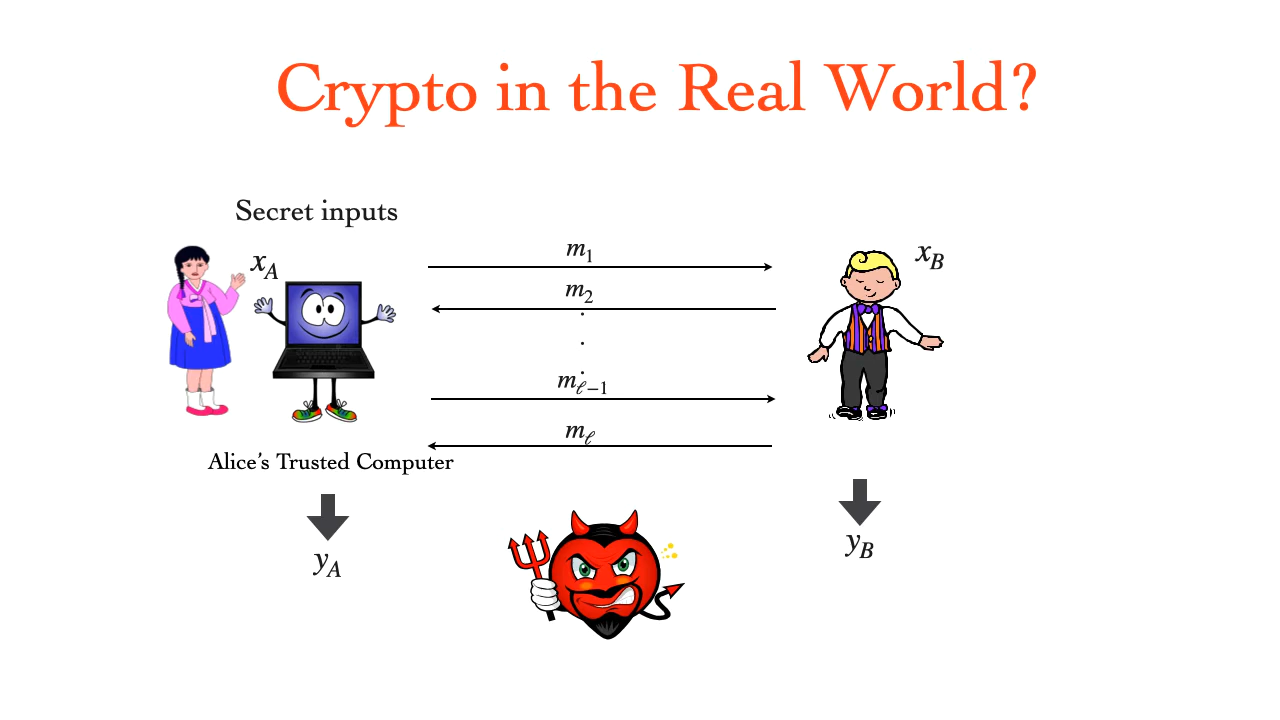 Crypto in the Real World?
Secret inputs
x_A
x_B
m_1
m_2
.
.
.
m_{ℓ−1}
m_ℓ
Alice's Trusted Computer
y_A
y_B